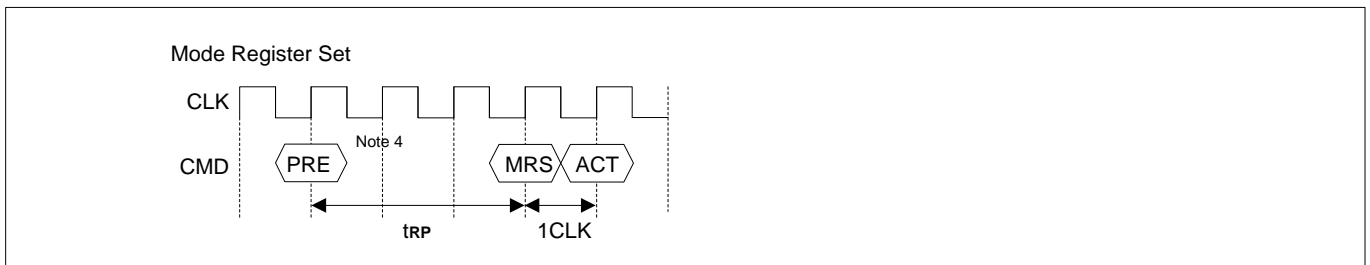 Mode Register Set
CLK
Note 4
CMD PRE MRS ACT
tRP 1CLK